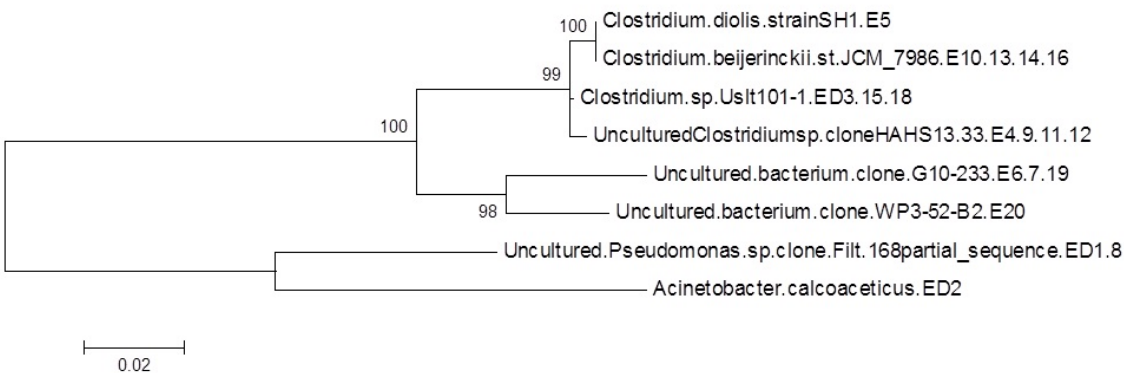 100
Clostridium.diolis.strainSH1.E5
Clostridium.beijerinckii.st.JCM_7986.E10.13.14.16
99
Clostridium.sp.Uslt101-1.ED3.15.18
100
UnculturedClostridiumsp.cloneHAHS13.33.E4.9.11.12
Uncultured.bacterium.clone.G10-233.E6.7.19
98
Uncultured.bacterium.clone.WP3-52-B2.E20
Uncultured.Pseudomonas.sp.clone.Filt.168partial_sequence.ED1.8
Acinetobacter.calcoaceticus.ED2
0.02